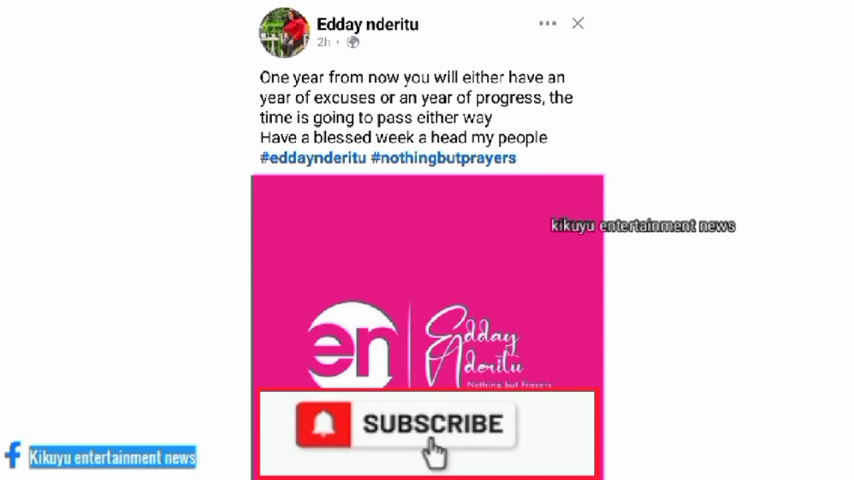 Edday nderitu
2h
One year from now you will either have an
year of excuses or an year of progress, the
time is going to pass either way
Have a blessed week a head my people
#eddaynderitu #nothingbutprayers
kikuyu entertainment news
en
Edday
Nderitu
Nothing but Prayers
SUBSCRIBE
Kikuyu entertainment news